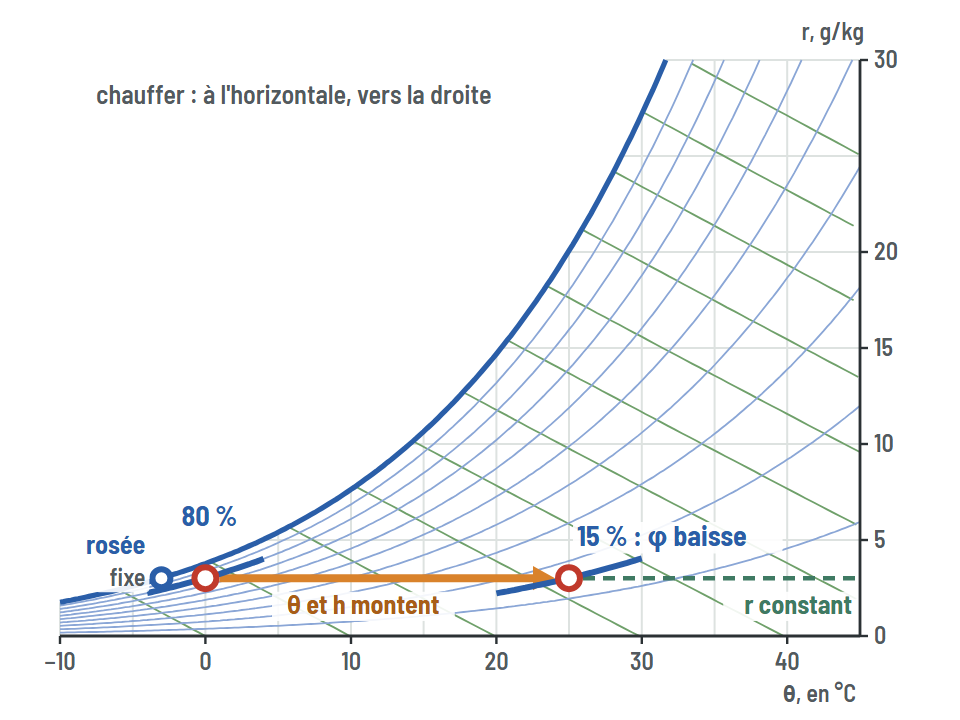 r, g/kg
30
chauffer : à l'horizontale, vers la droite
20
15
10
80 %
15 % : φ baisse
5
rosée
fixe
θ et h montent
r constant
0
–10
0
10
20
30
40
θ, en °C